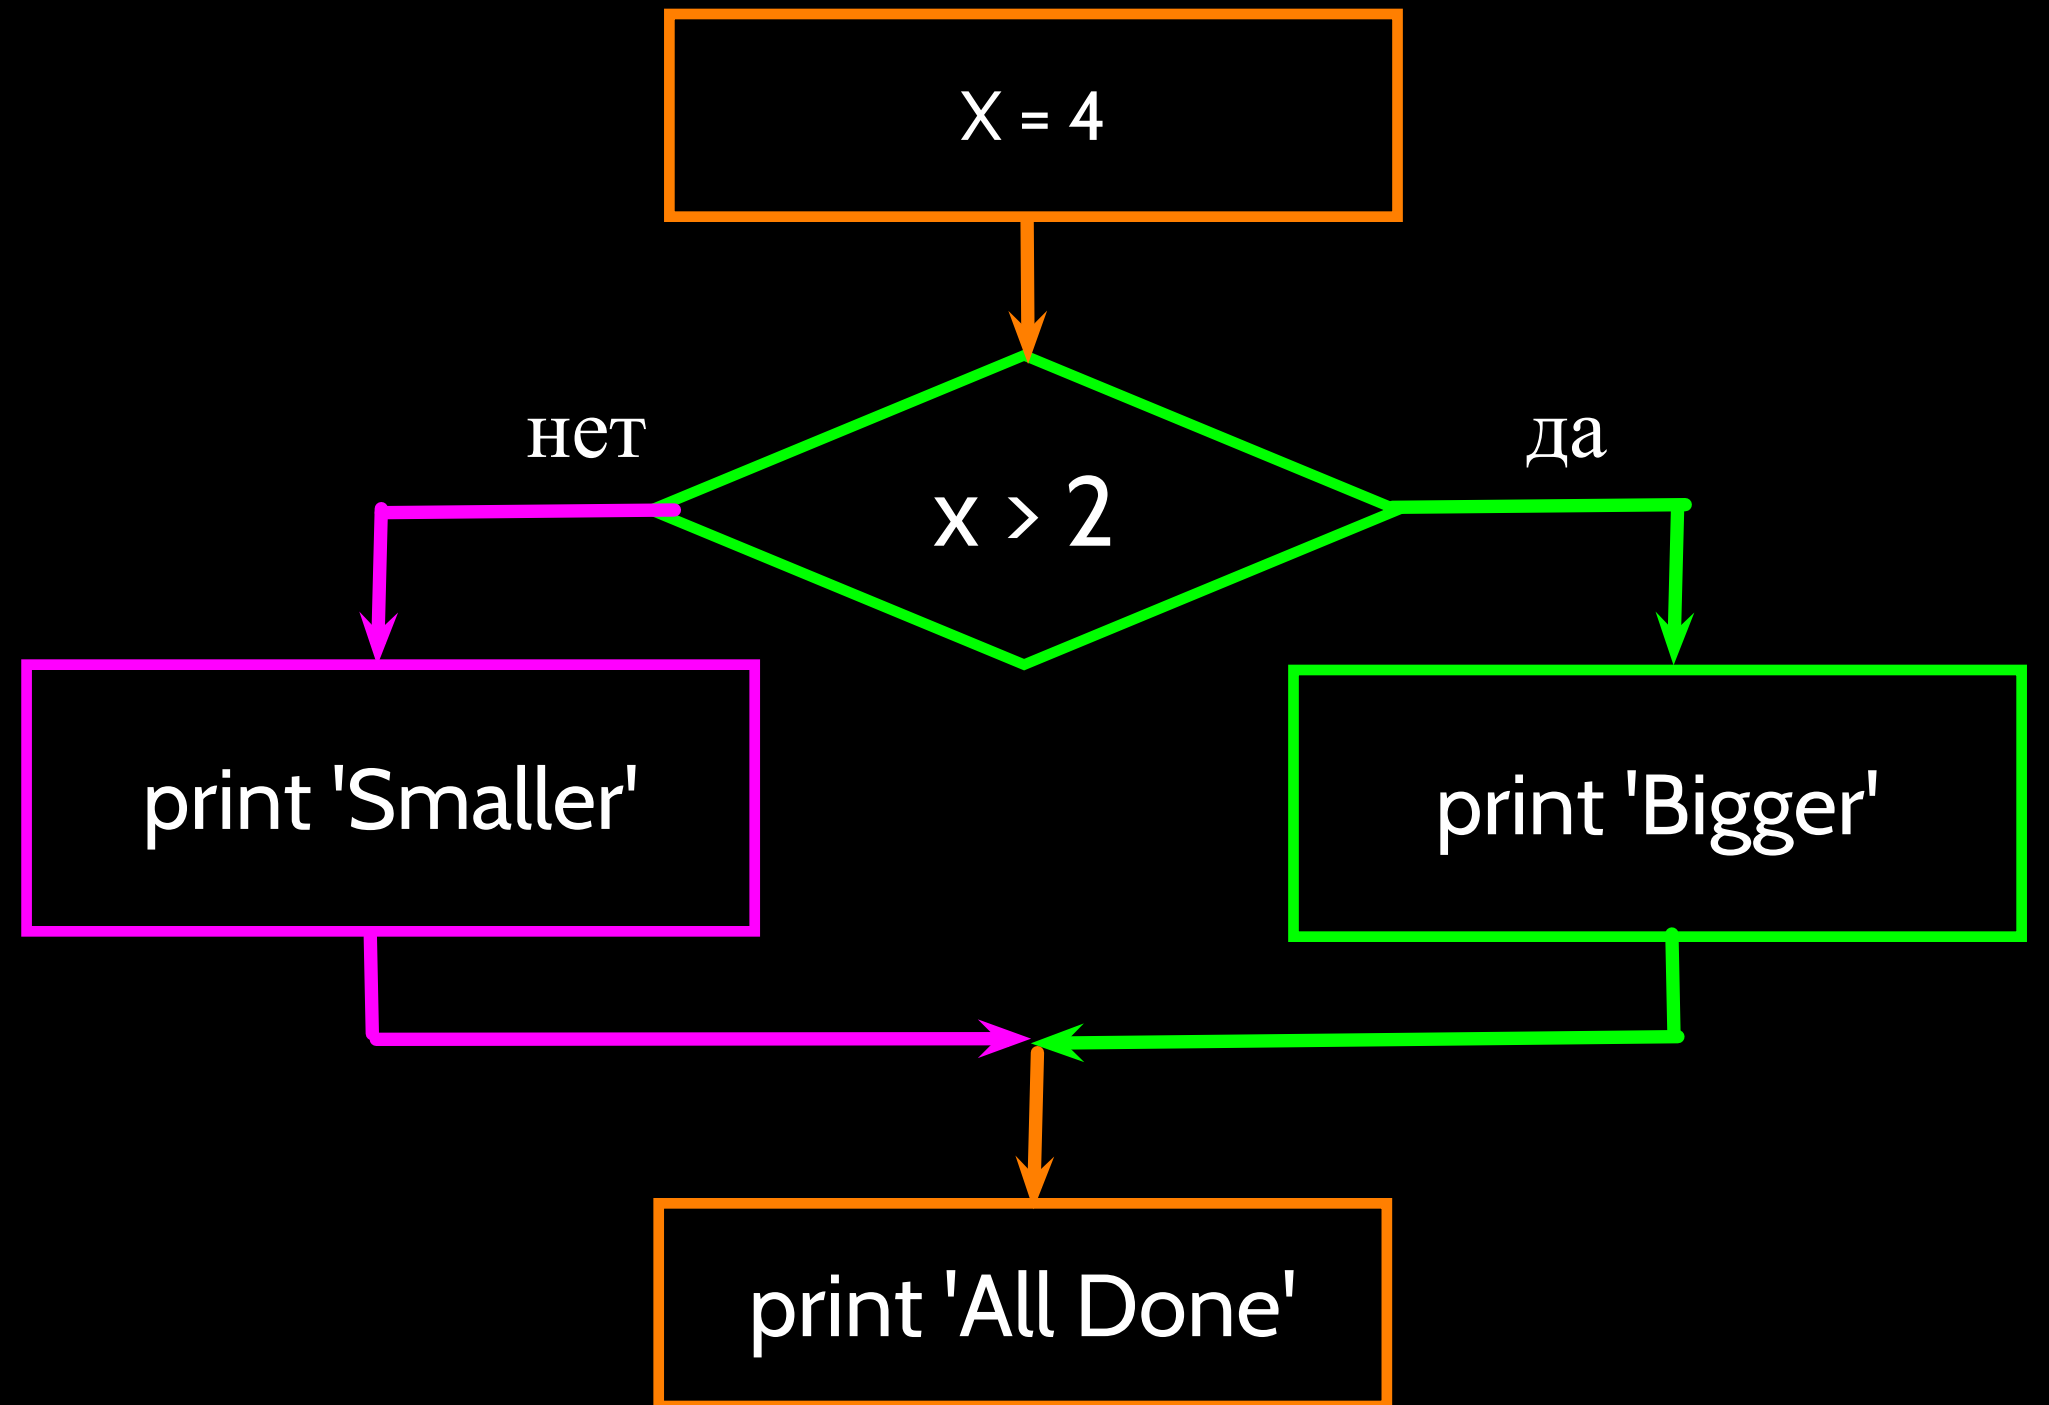 X = 4
нет
да
x > 2
print 'Smaller'
print 'Bigger'
print 'All Done'